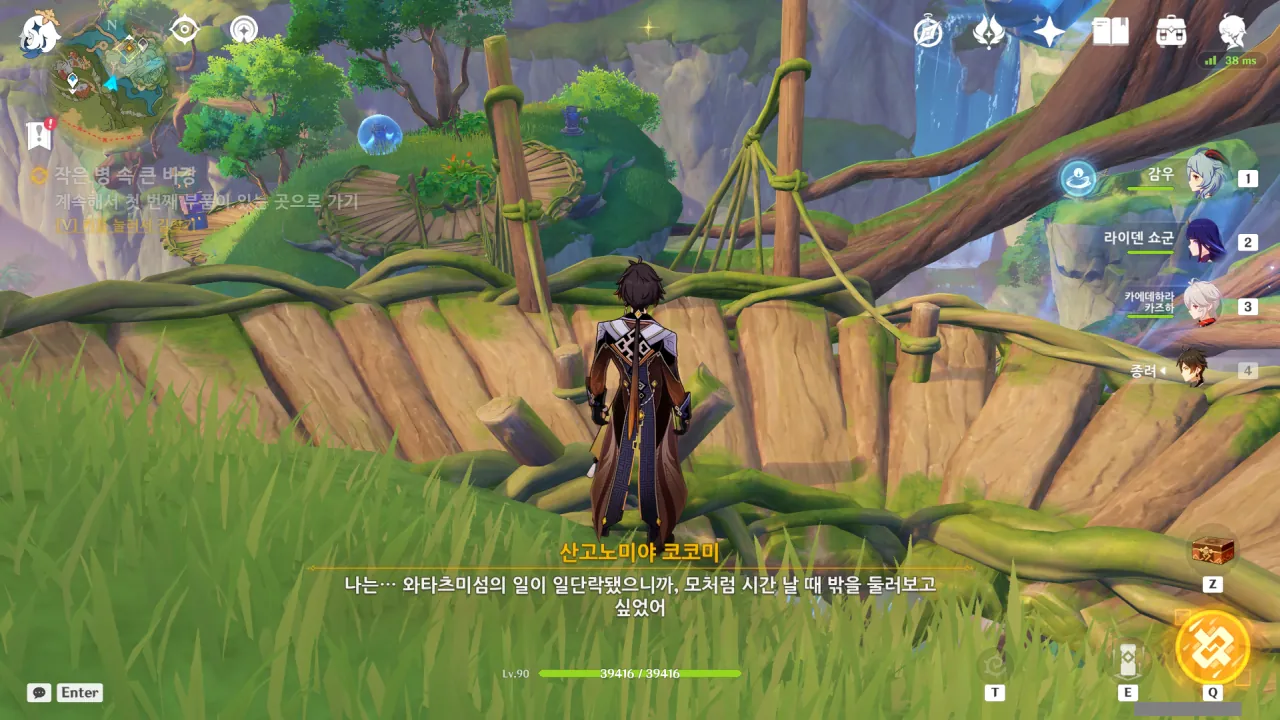 N
38 ms
작은 병 속 큰 비경
계속해서 첫 번째 부품이 있는 곳으로 가기
감우
1
라이덴 쇼군
2
카에데하라
카즈하
3
종려
4
산고노미야 코코미
나는… 와타츠미섬의 일이 일단락됐으니까, 모처럼 시간 날 때 밖을 둘러보고
싶었어
Z
Lv.90
39416 / 39416
Enter
T
E
Q